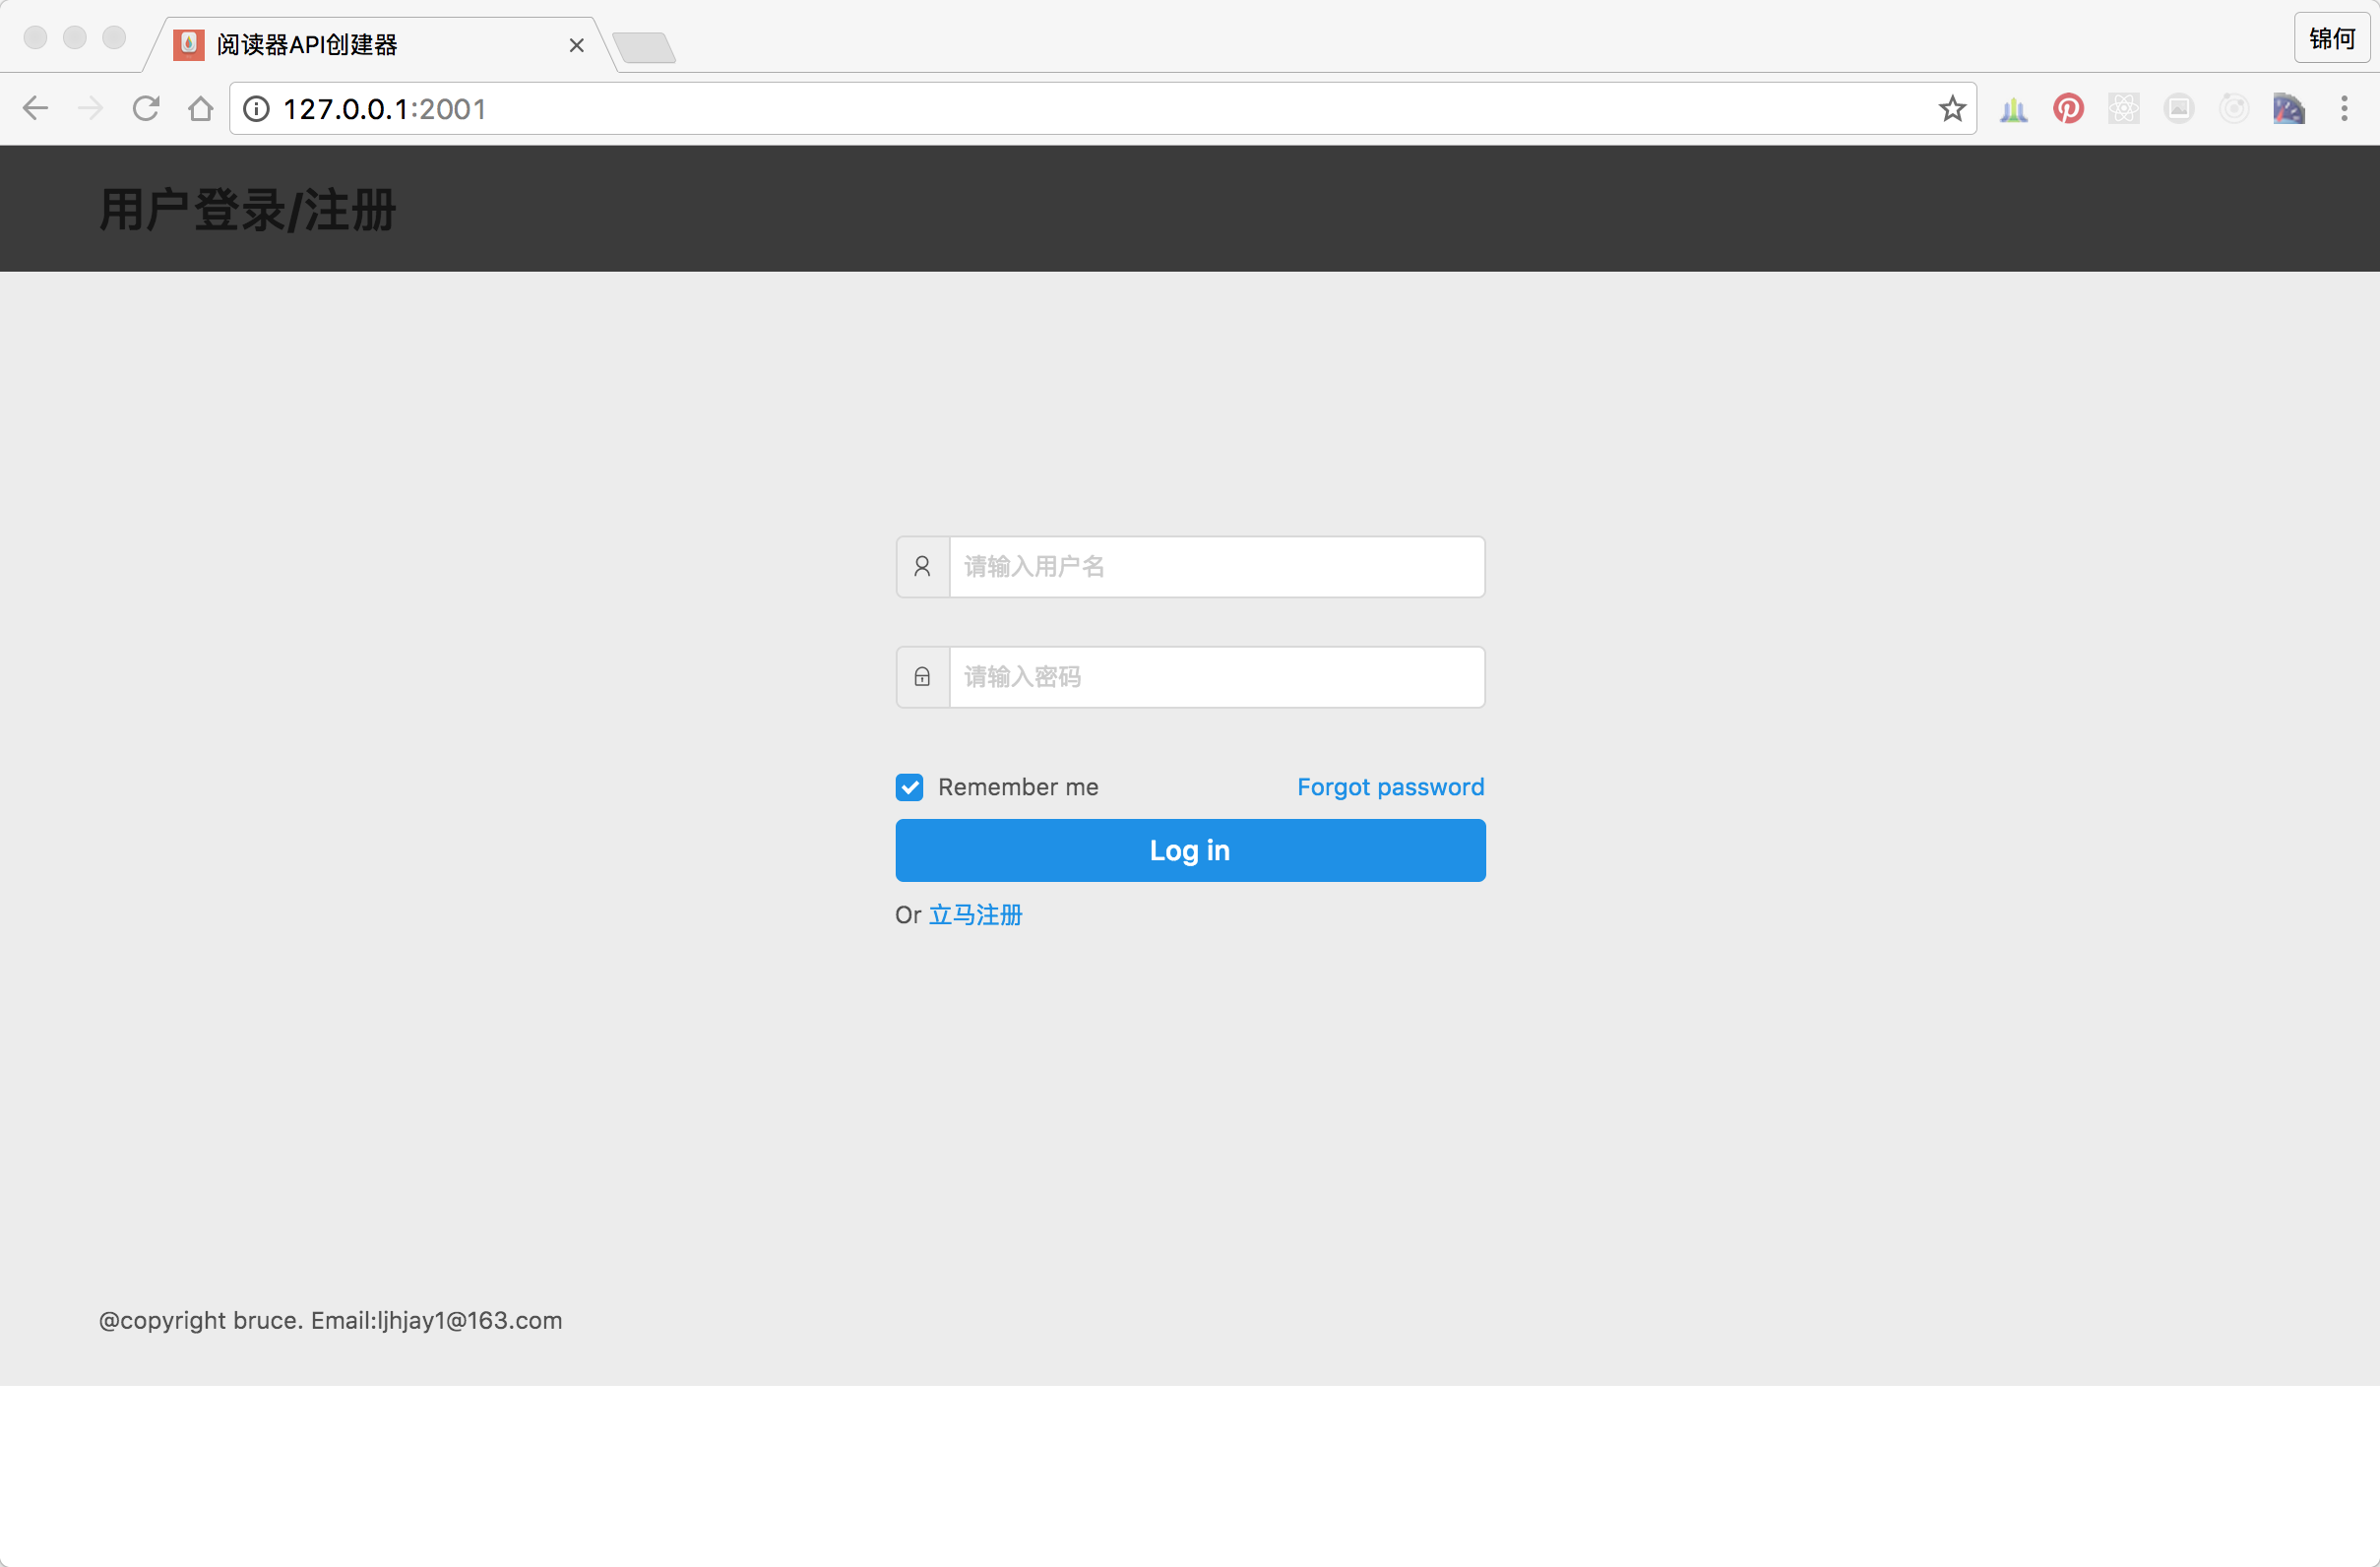 阅读器API创建器
锦何
127.0.0.1:2001
用户登录/注册
请输入用户名
请输入密码
Remember me
Forgot password
Log in
Or 立马注册
@copyright bruce. Email:ljhjay1@163.com